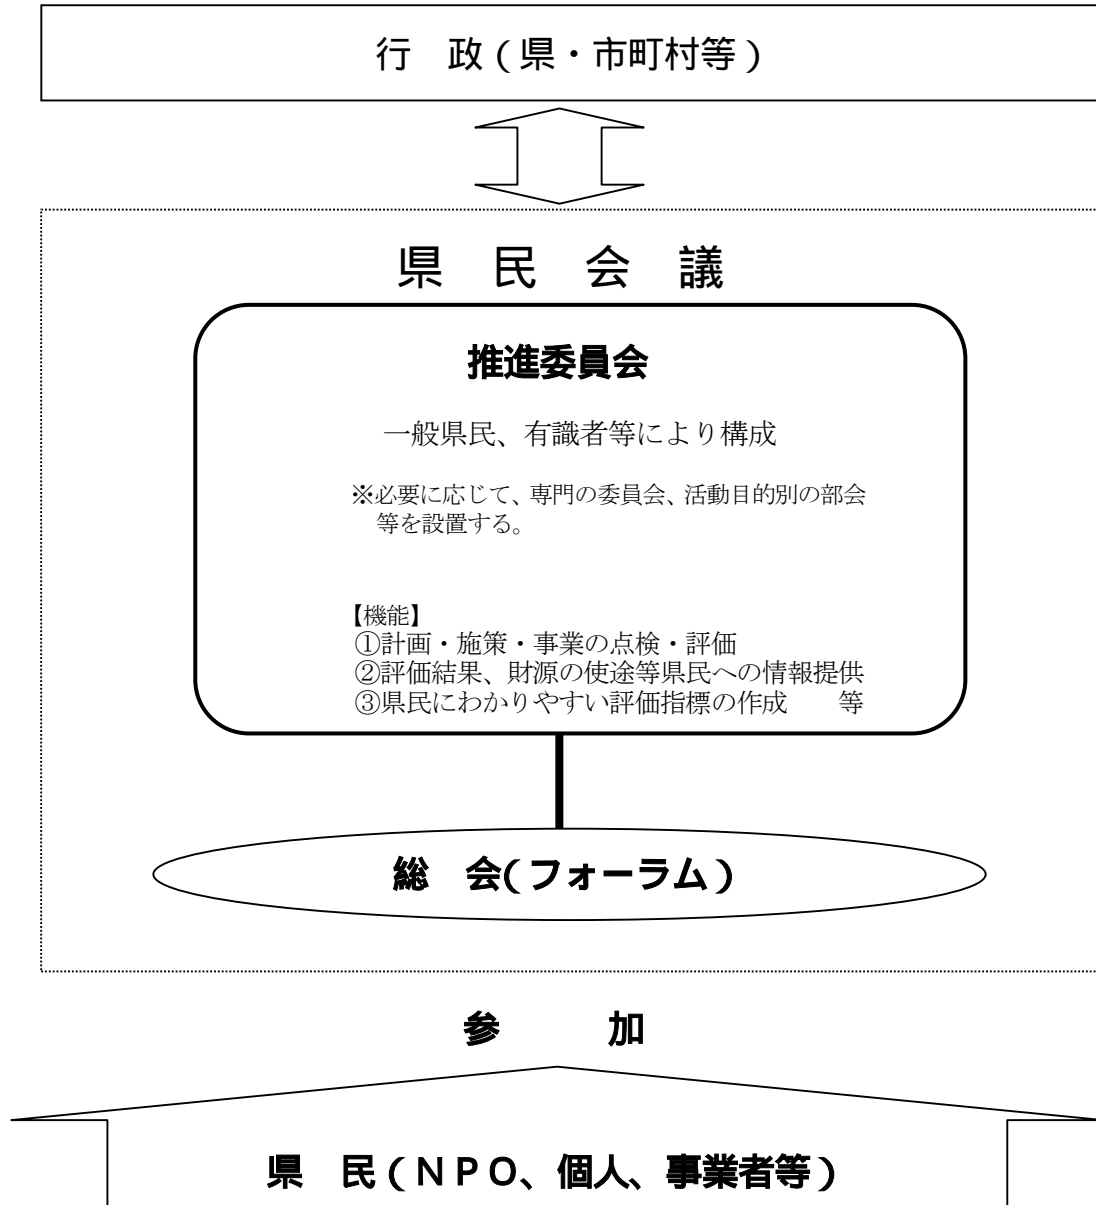 行　政（県・市町村等）
県　民　会　議
推進委員会
一般県民、有識者等により構成
※必要に応じて、専門の委員会、活動目的別の部会
等を設置する。
【機能】
①計画・施策・事業の点検・評価
②評価結果、財源の使途等県民への情報提供
③県民にわかりやすい評価指標の作成　　等
総　会（フォーラム）
参　　　加
県　民（ＮＰＯ、個人、事業者等）